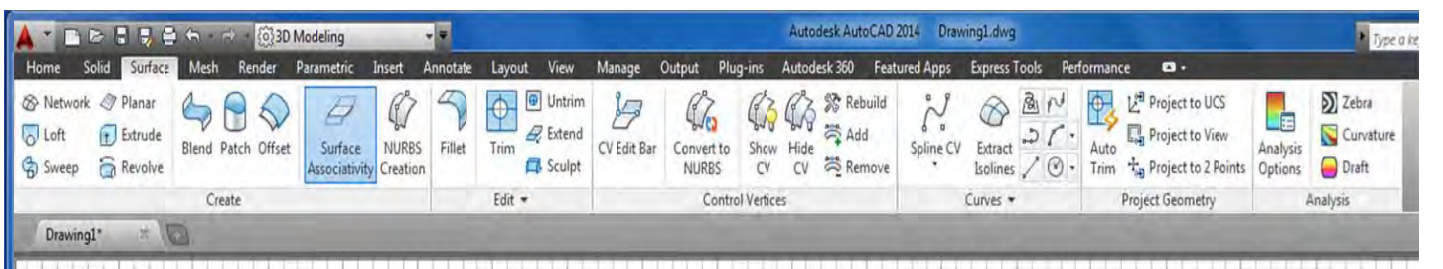 3D Modeling Autodesk AutoCAD 2014 Drawing1.dwg Type a ke
Home Solid Surface Mesh Render Parametric Insert Annotate Layout View Manage Output Plug-ins Autodesk 360 Featured Apps Express Tools Performance
Network Planar
Loft Extrude
Sweep Revolve
Blend Patch Offset
Surface Associativity
NURBS Creation
Create
Fillet
Trim
Untrim
Extend
Sculpt
Edit
CV Edit Bar
Convert to NURBS
Show CV
Hide CV
Rebuild
Add
Remove
Control Vertices
Spline CV
Extract Isolines
Curves
Auto Trim
Project to UCS
Project to View
Project to 2 Points
Project Geometry
Analysis Options
Zebra
Curvature
Draft
Analysis
Drawing1*